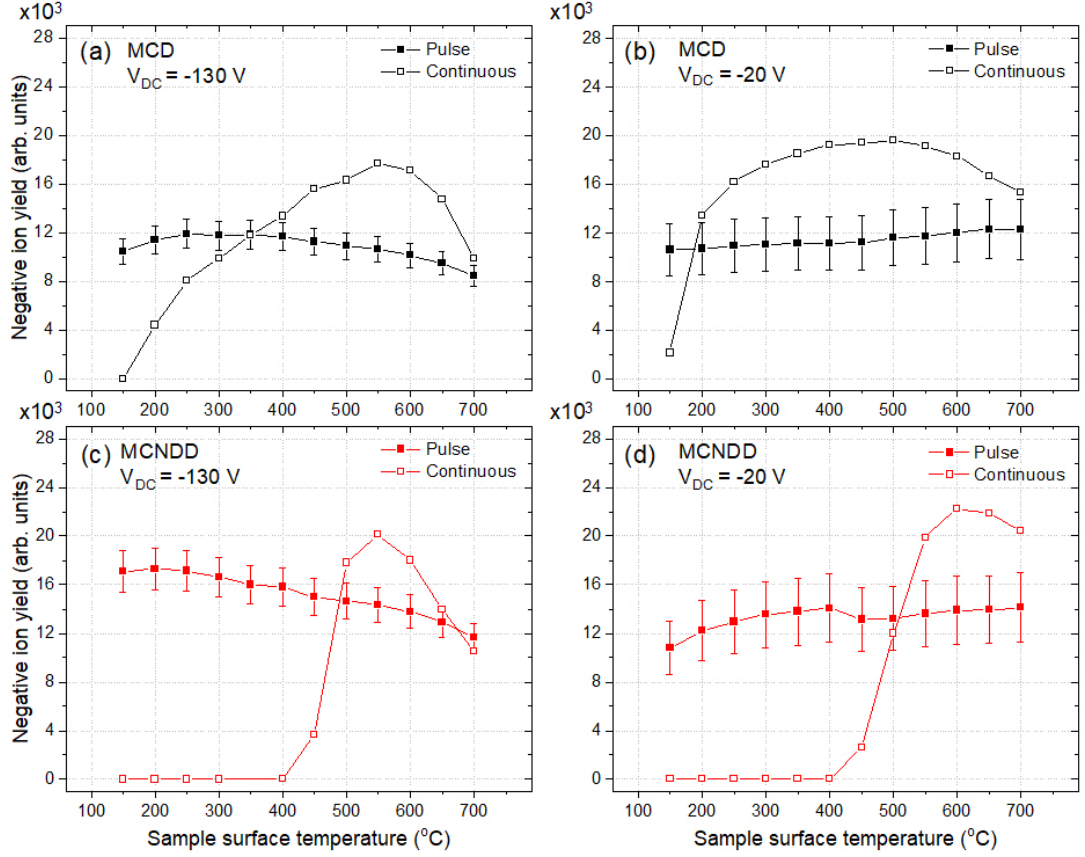 x10³
x10³
(a) MCD
V_DC = -130 V
Pulse
Continuous
(b) MCD
V_DC = -20 V
Pulse
Continuous
Negative ion yield (arb. units)
28
24
20
16
12
8
4
0
28
24
20
16
12
8
4
0
100 200 300 400 500 600 700
100 200 300 400 500 600 700
x10³
x10³
(c) MCNDD
V_DC = -130 V
Pulse
Continuous
(d) MCNDD
V_DC = -20 V
Pulse
Continuous
Negative ion yield (arb. units)
28
24
20
16
12
8
4
0
28
24
20
16
12
8
4
0
100 200 300 400 500 600 700
100 200 300 400 500 600 700
Sample surface temperature (°C)
Sample surface temperature (°C)